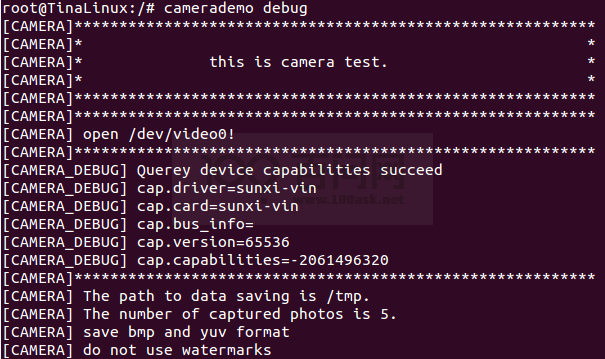 root@TinaLinux:/# camerademo debug
[CAMERA]**********************************************************
[CAMERA]*                                                        *
[CAMERA]*              this is camera test.                      *
[CAMERA]*                                                        *
[CAMERA]**********************************************************
[CAMERA]**********************************************************
[CAMERA] open /dev/video0!
[CAMERA]**********************************************************
[CAMERA_DEBUG] Querey device capabilities succeed
[CAMERA_DEBUG] cap.driver=sunxi-vin
[CAMERA_DEBUG] cap.card=sunxi-vin
[CAMERA_DEBUG] cap.bus_info=
[CAMERA_DEBUG] cap.version=65536
[CAMERA_DEBUG] cap.capabilities=-2061496320
[CAMERA]**********************************************************
[CAMERA] The path to data saving is /tmp.
[CAMERA] The number of captured photos is 5.
[CAMERA] save bmp and yuv format
[CAMERA] do not use watermarks
www.100ask.net